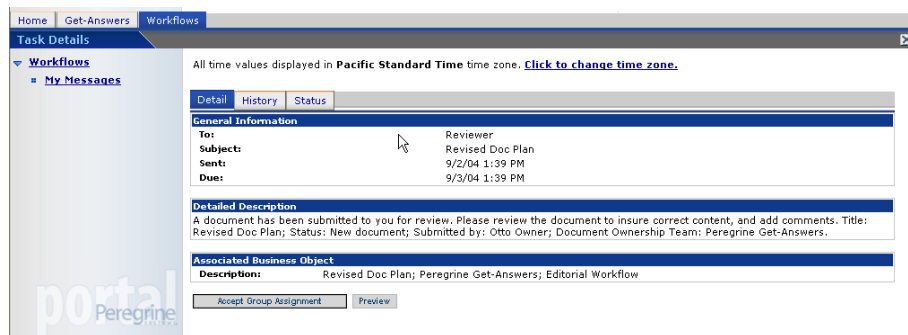 Home Get-Answers Workflows
Task Details
Workflows
My Messages
All time values displayed in Pacific Standard Time time zone. Click to change time zone.
Detail History Status
General Information
To: Reviewer
Subject: Revised Doc Plan
Sent: 9/2/04 1:39 PM
Due: 9/3/04 1:39 PM
Detailed Description
A document has been submitted to you for review. Please review the document to insure correct content, and add comments. Title:
Revised Doc Plan; Status: New document; Submitted by: Otto Owner; Document Ownership Team: Peregrine Get-Answers.
Associated Business Object
Description: Revised Doc Plan; Peregrine Get-Answers; Editorial Workflow
Accept Group Assignment Preview
portal
Peregrine